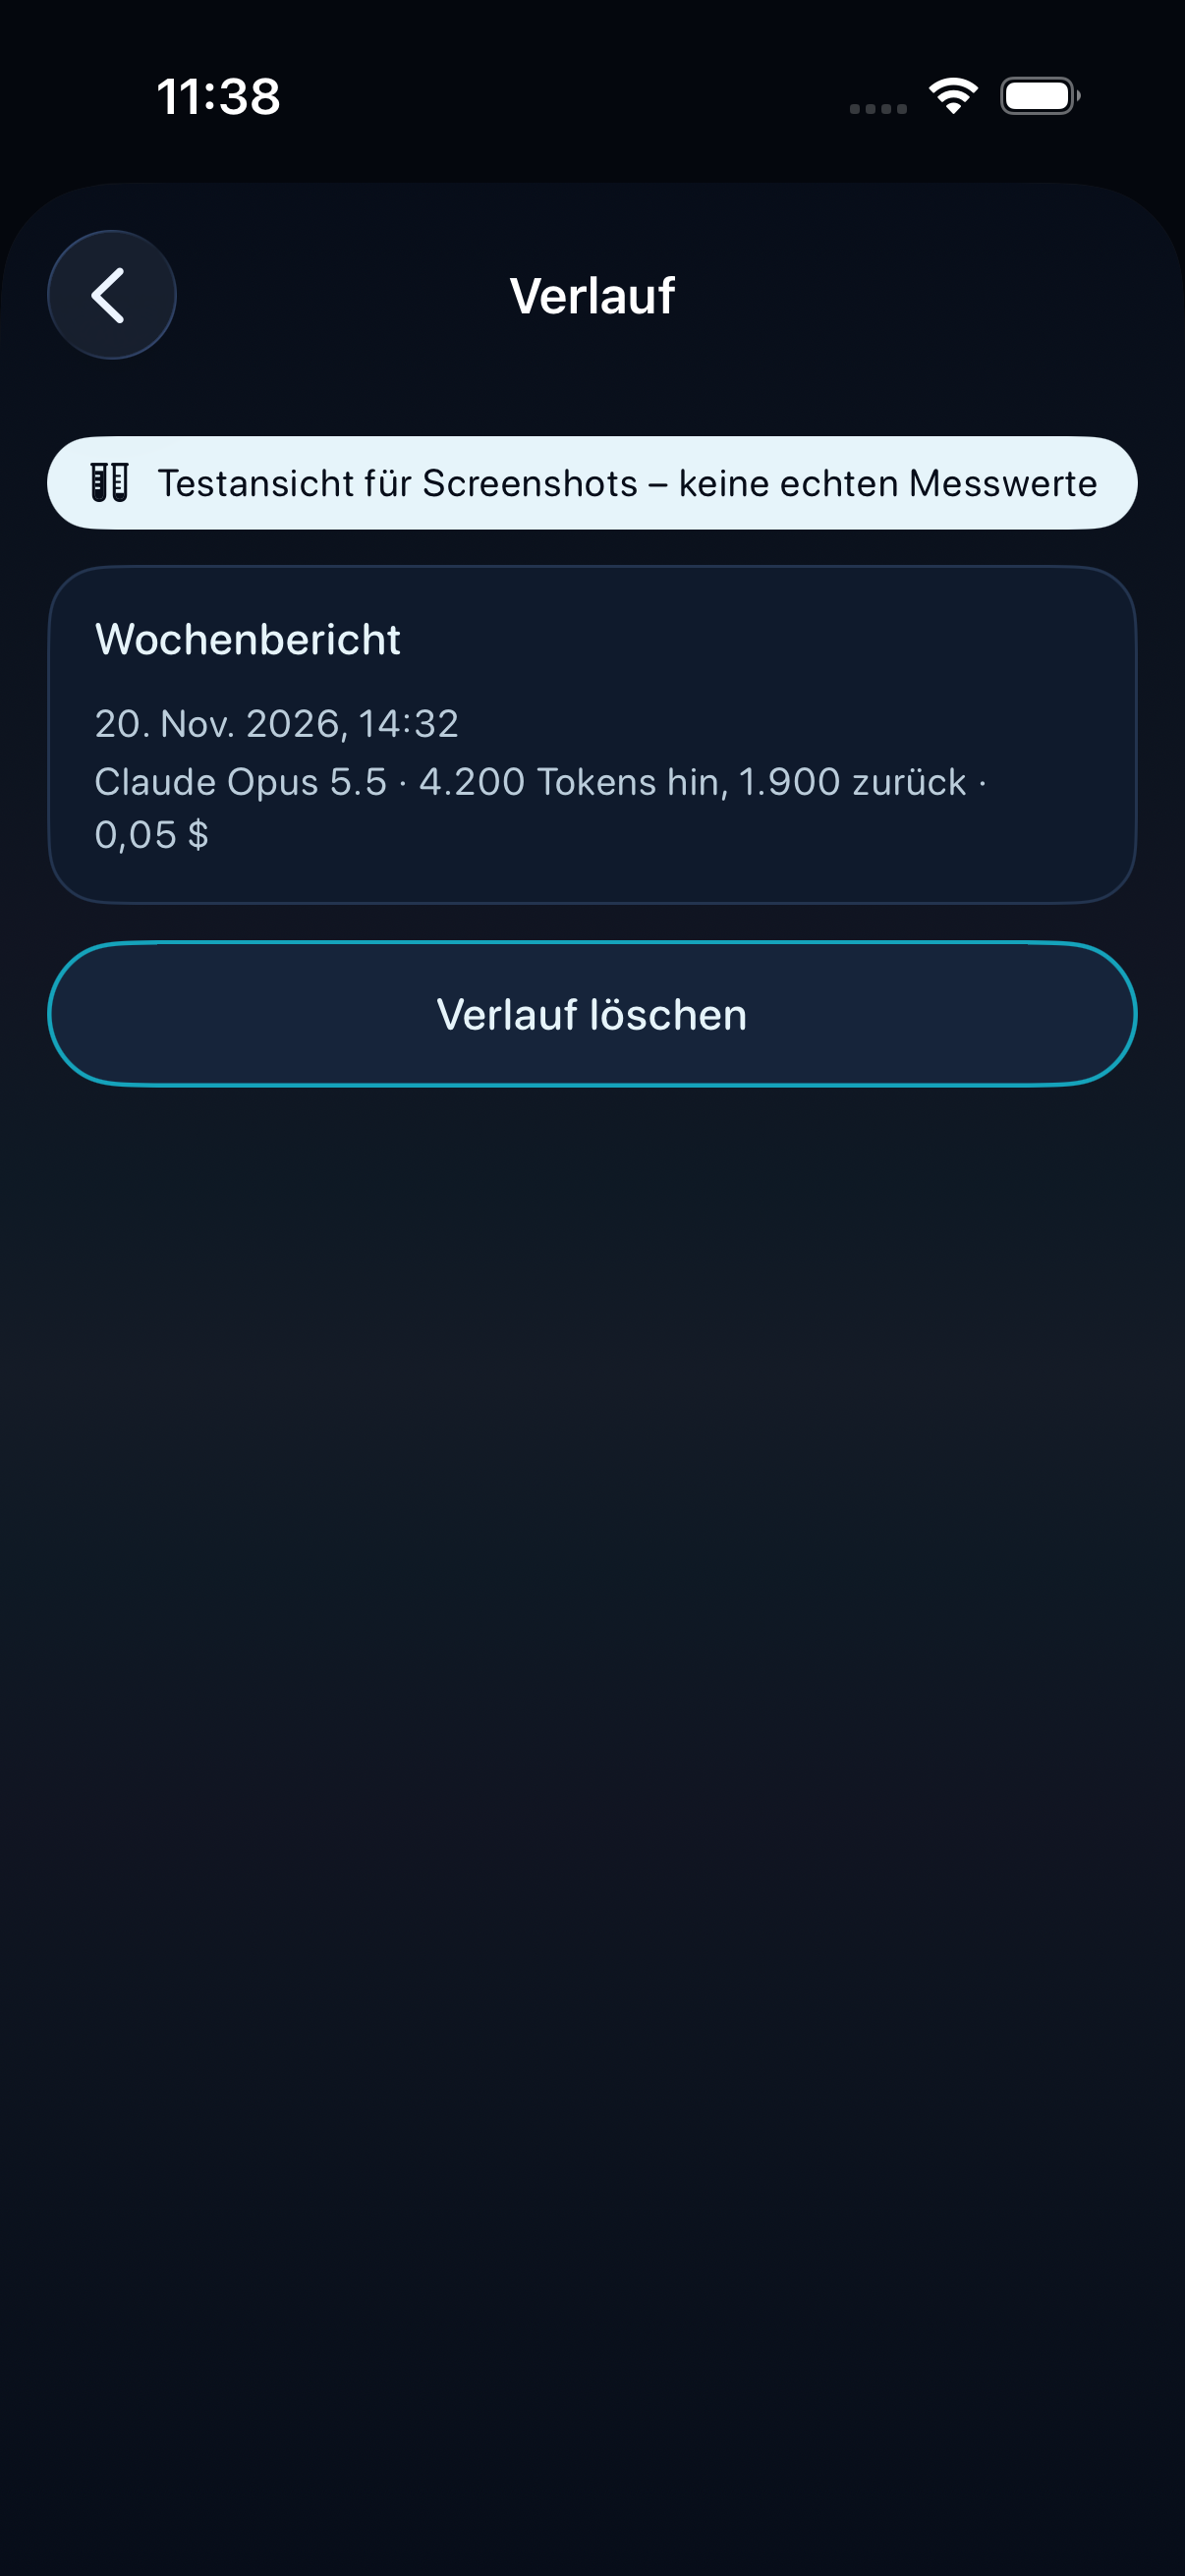 11:38
Verlauf
Testansicht für Screenshots – keine echten Messwerte
Wochenbericht
20. Nov. 2026, 14:32
Claude Opus 5.5 · 4.200 Tokens hin, 1.900 zurück ·
0,05 $
Verlauf löschen